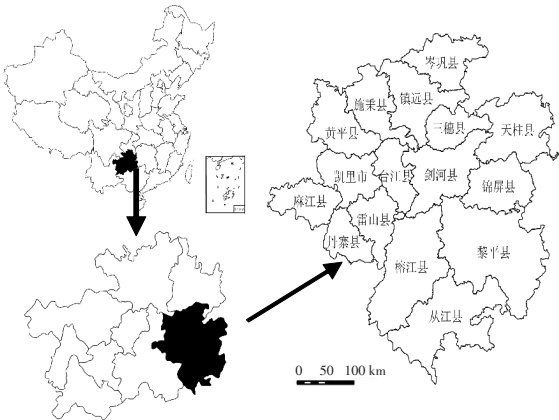 岑巩县
镇远县
施秉县
三穗县
天柱县
黄平县
凯里市
台江县
剑河县
锦屏县
麻江县
雷山县
丹寨县
榕江县
黎平县
从江县
0 50 100 km